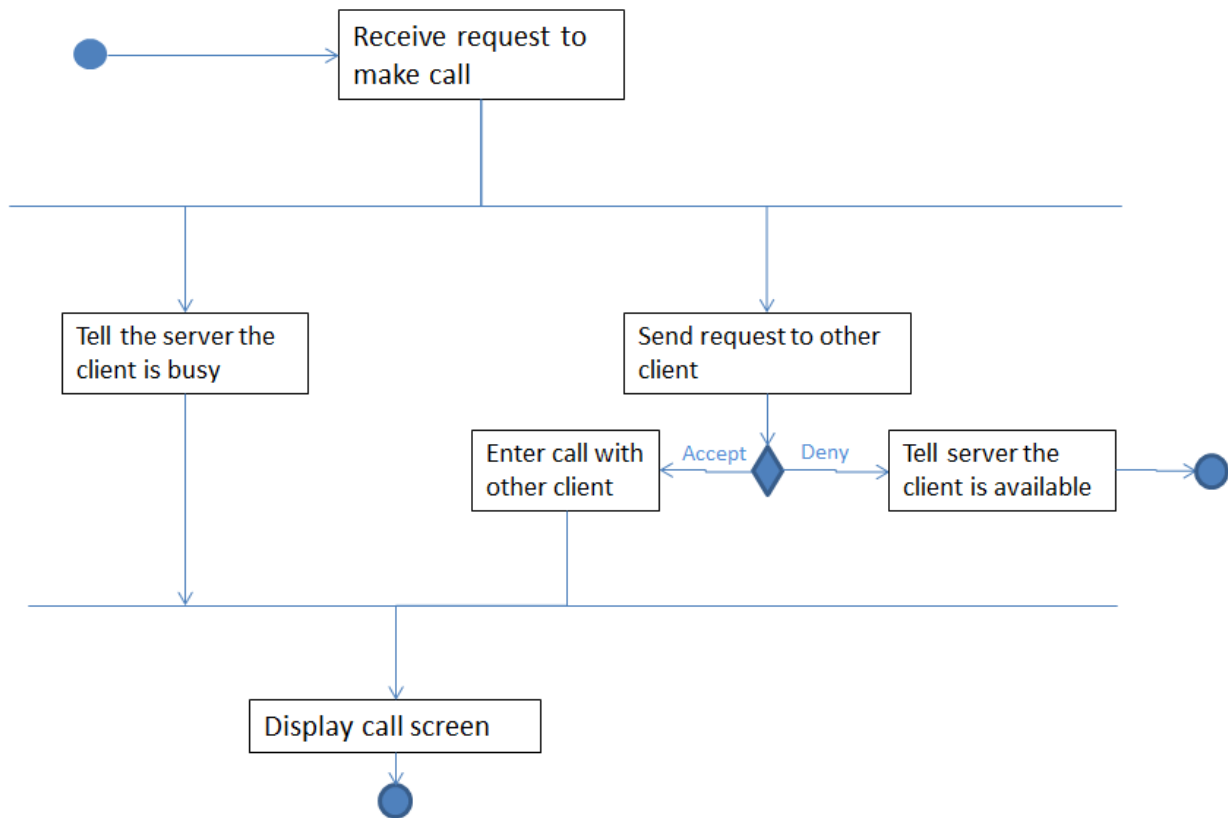 Receive request to
make call
Tell the server the
client is busy
Send request to other
client
Enter call with
other client
Accept
Deny
Tell server the
client is available
Display call screen